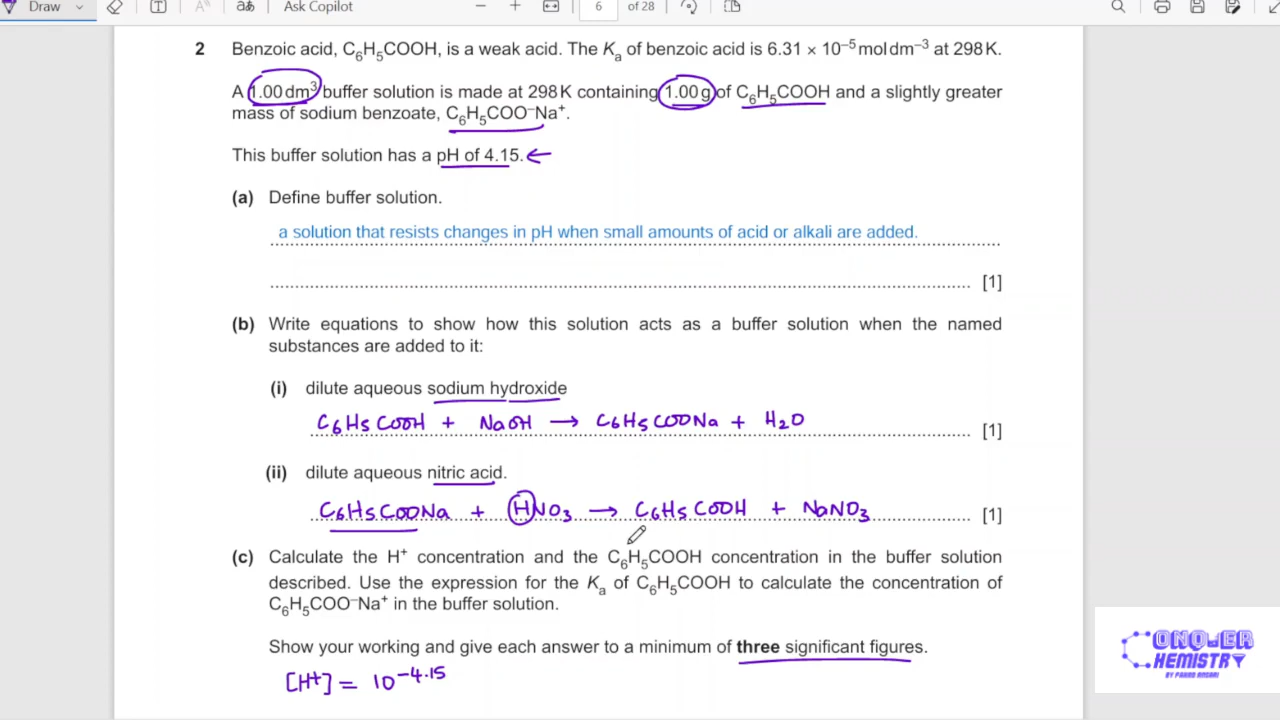 Draw
aあ
Ask Copilot
6 of 28
2 Benzoic acid, C₆H₅COOH, is a weak acid. The Kₐ of benzoic acid is 6.31 × 10⁻⁵ mol dm⁻³ at 298 K.
A 1.00 dm³ buffer solution is made at 298 K containing 1.00 g of C₆H₅COOH and a slightly greater
mass of sodium benzoate, C₆H₅COO⁻Na⁺.
This buffer solution has a pH of 4.15. ←
(a) Define buffer solution.
a solution that resists changes in pH when small amounts of acid or alkali are added.
[1]
(b) Write equations to show how this solution acts as a buffer solution when the named
substances are added to it:
(i) dilute aqueous sodium hydroxide
C₆H₅COOH + NaOH → C₆H₅COONa + H₂O
[1]
(ii) dilute aqueous nitric acid.
C₆H₅COONa + HNO₃ → C₆H₅COOH + NaNO₃
[1]
(c) Calculate the H⁺ concentration and the C₆H₅COOH concentration in the buffer solution
described. Use the expression for the Kₐ of C₆H₅COOH to calculate the concentration of
C₆H₅COO⁻Na⁺ in the buffer solution.
Show your working and give each answer to a minimum of three significant figures.
[H⁺] = 10⁻⁴·¹⁵
ONQUER
HEMISTRY
BY FAHAD ANSARI